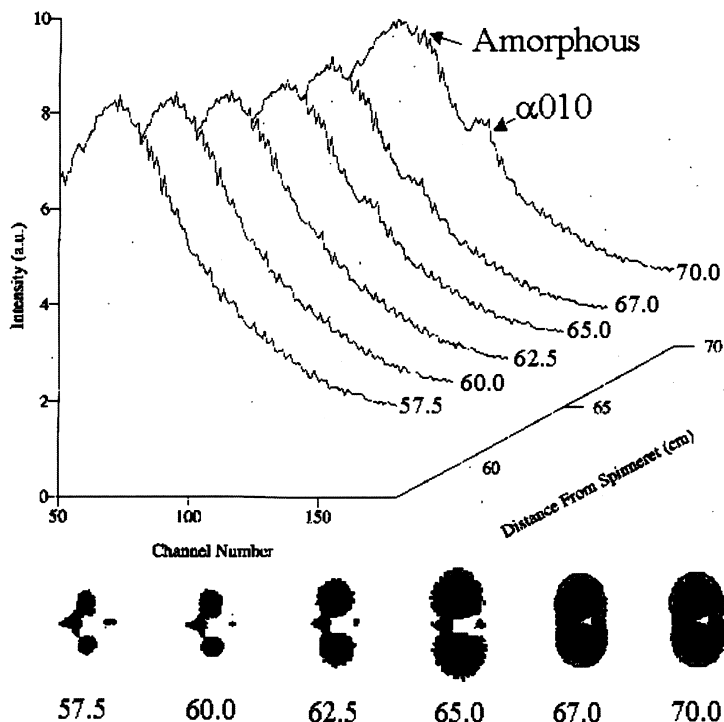 10
Amorphous
8
α010
6
Intensity (a.u.)
4
2
0
70.0
67.0
65.0
62.5
60.0
57.5
70
65
60
50 100 150
Channel Number
Distance From Spinneret (cm)
57.5 60.0 62.5 65.0 67.0 70.0